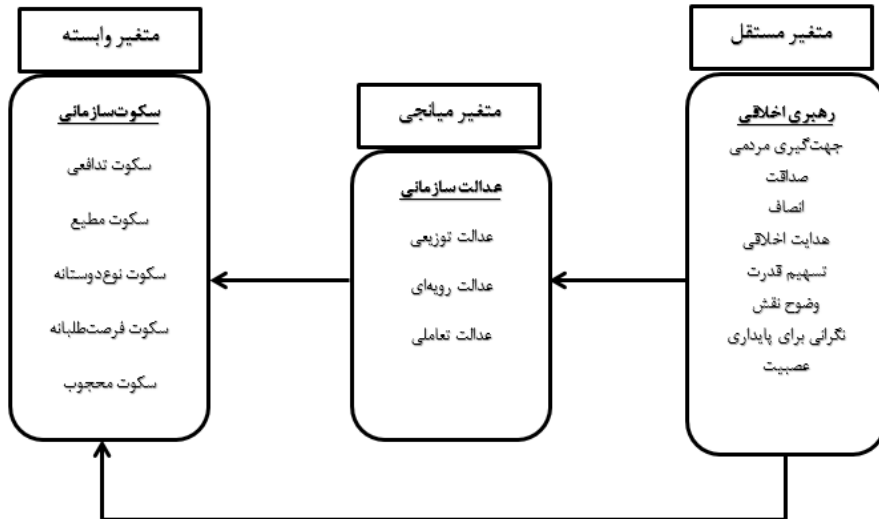 متغیر مستقل
رهبری اخلاقی
جهت‌گیری مردمی
صداقت
انصاف
هدایت اخلاقی
تسهیم قدرت
وضوح نقش
نگرانی برای پایداری
عصبیت
متغیر میانجی
عدالت سازمانی
عدالت توزیعی
عدالت رویه‌ای
عدالت تعاملی
متغیر وابسته
سکوت‌سازمانی
سکوت تدافعی
سکوت مطیع
سکوت نوع‌دوستانه
سکوت فرصت‌طلبانه
سکوت محجوب